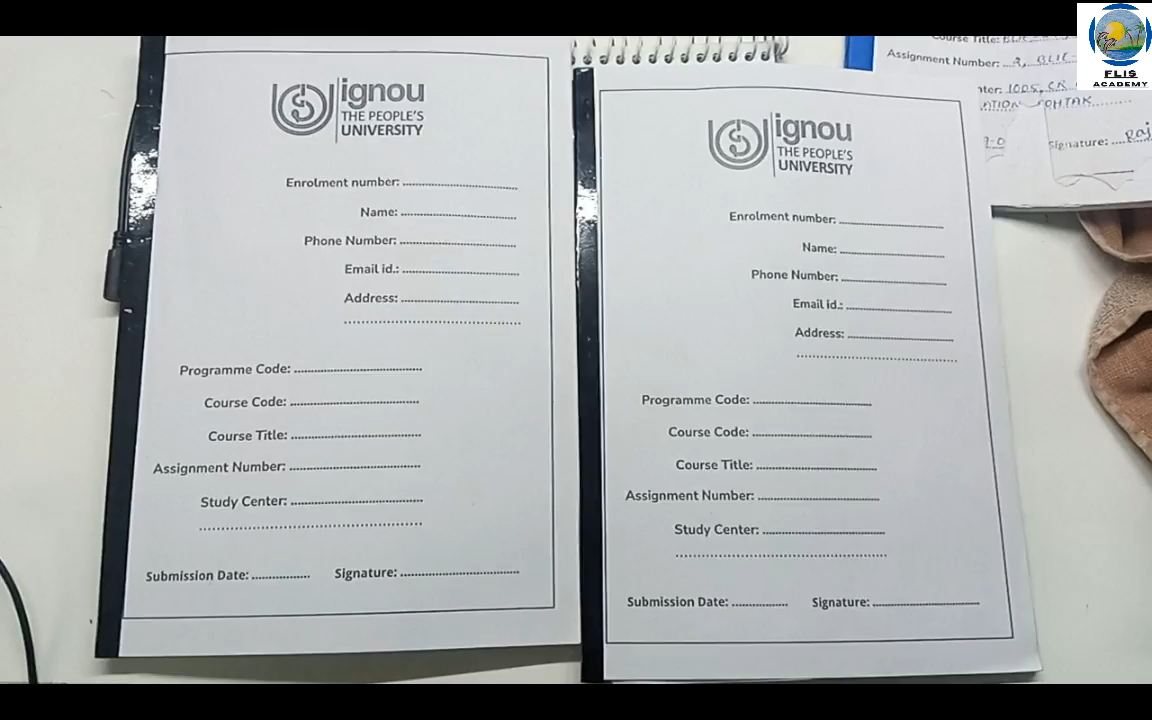 ignou
THE PEOPLE'S
UNIVERSITY
Enrolment number: ................................
Name: ................................
Phone Number: ................................
Email id.: ................................
Address: ................................
................................
Programme Code: ................................
Course Code: ................................
Course Title: ................................
Assignment Number: ................................
Study Center: ................................
................................
Submission Date: ................ Signature: ................................
ignou
THE PEOPLE'S
UNIVERSITY
Enrolment number: ................................
Name: ................................
Phone Number: ................................
Email id.: ................................
Address: ................................
................................
Programme Code: ................................
Course Code: ................................
Course Title: ................................
Assignment Number: ................................
Study Center: ................................
................................
Submission Date: ................ Signature: ................................
Course Title:
Assignment Number:
1005,
Signature: .... Raj
FLIS
ACADEMY